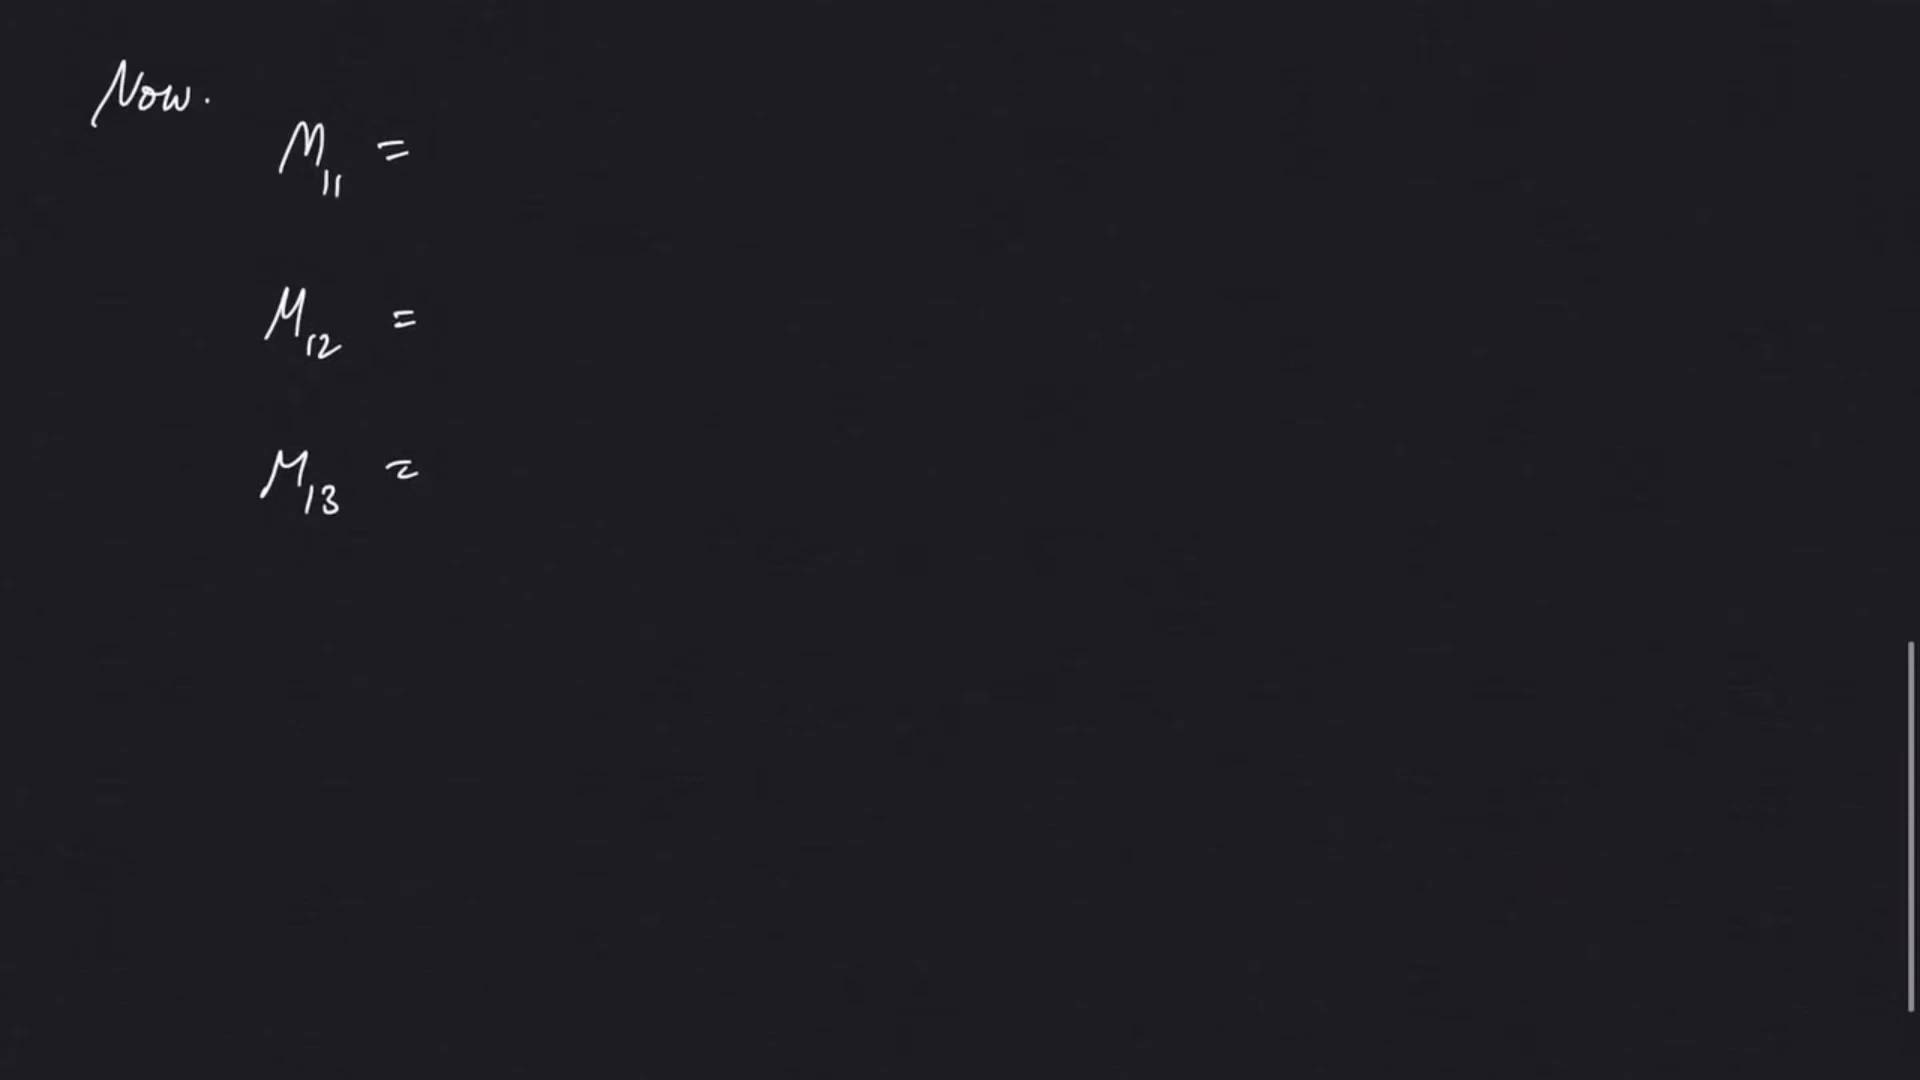 Now.
M₁₁ =
M₁₂ =
M₁₃ =